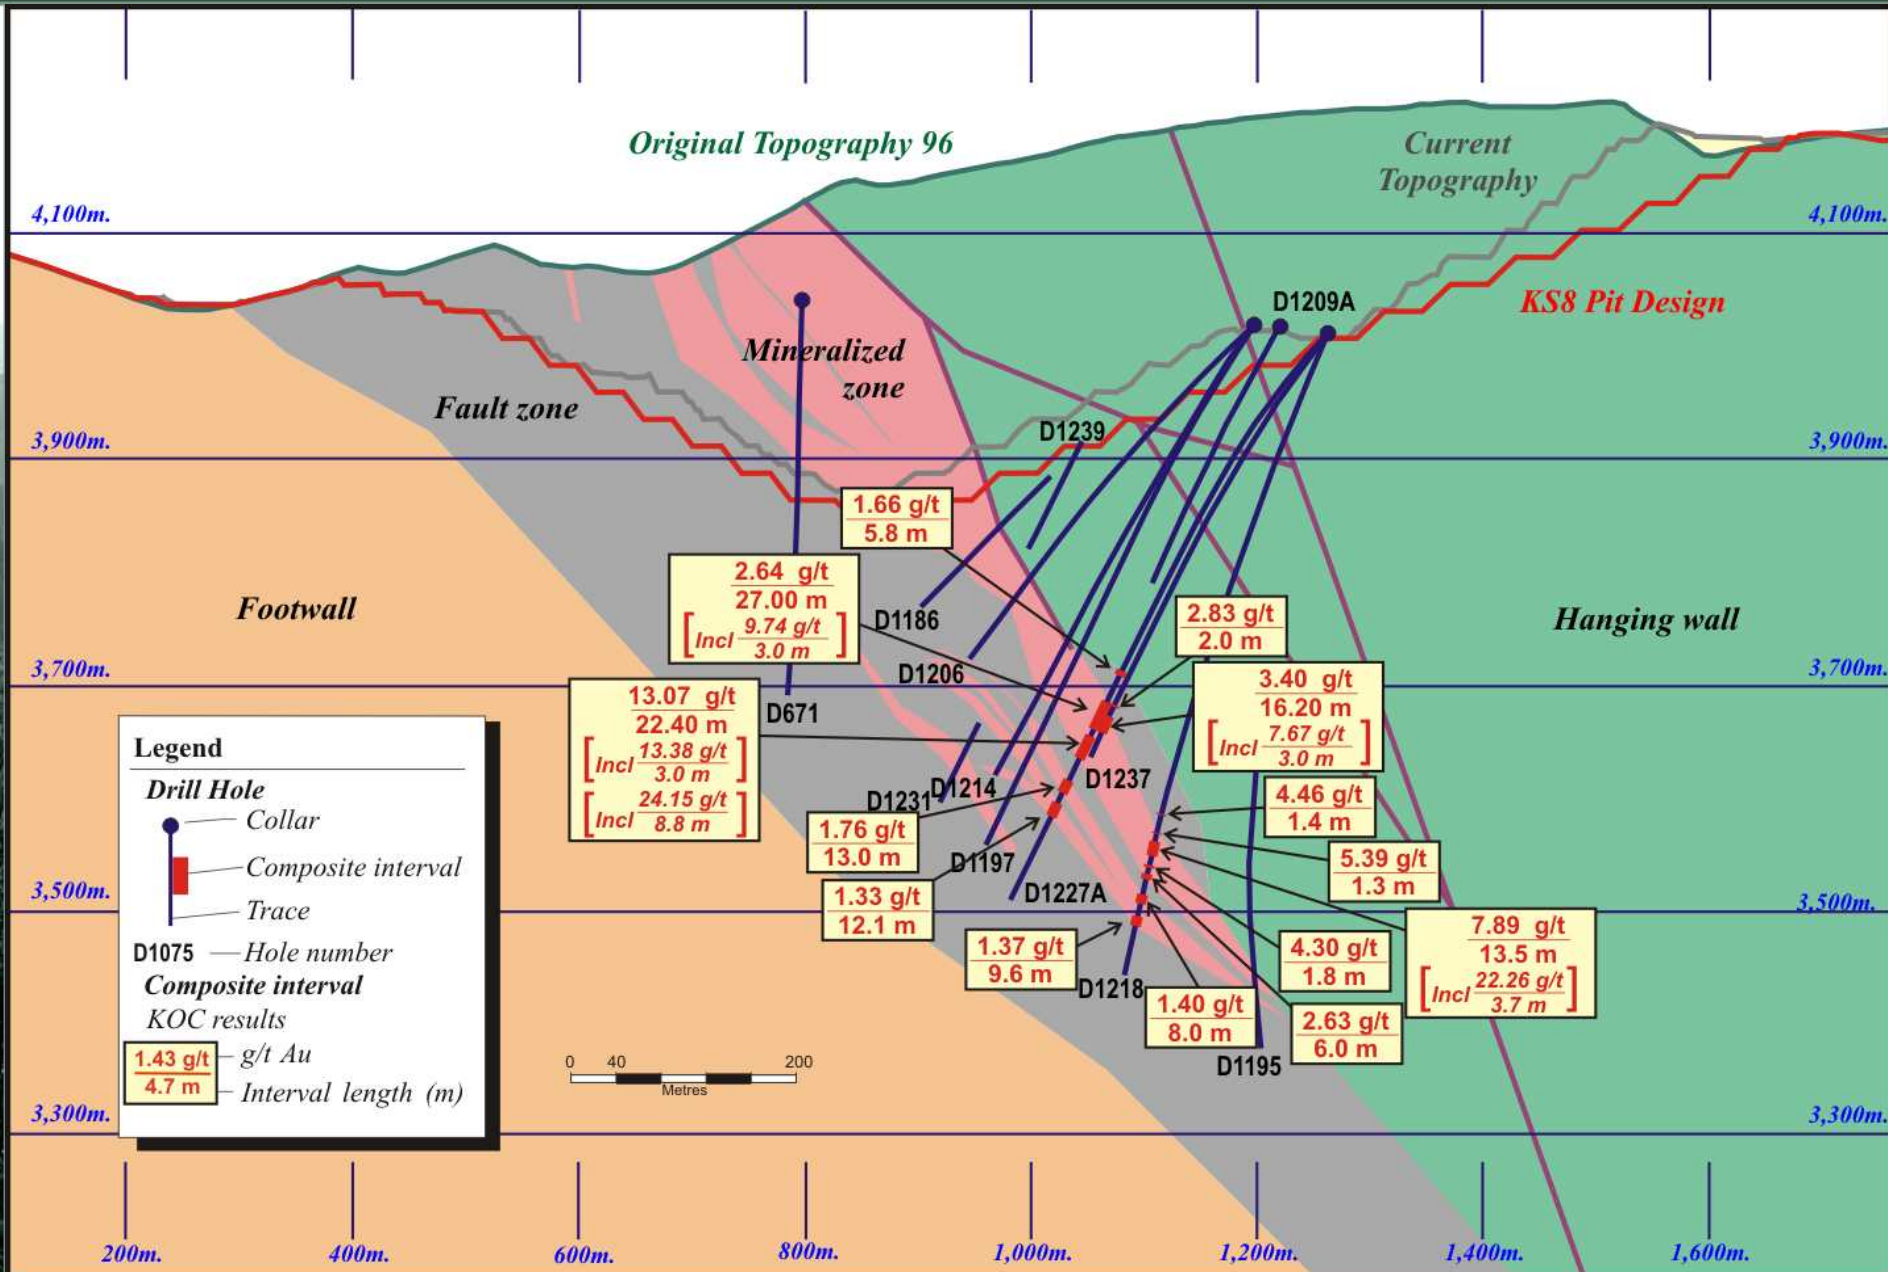 Original Topography 96
Current
Topography
4,100m.
4,100m.
D1209A
KS8 Pit Design
Mineralized
zone
Fault zone
D1239
3,900m.
3,900m.
1.66 g/t
5.8 m
2.64 g/t
27.00 m
[Incl 9.74 g/t
3.0 m]
Footwall
D1186
2.83 g/t
2.0 m
Hanging wall
3,700m.
3,700m.
D1206
3.40 g/t
16.20 m
[Incl 7.67 g/t
3.0 m]
13.07 g/t
22.40 m
[Incl 13.38 g/t
3.0 m]
[Incl 24.15 g/t
8.8 m]
D671
D1237
D1214
D1231
4.46 g/t
1.4 m
1.76 g/t
13.0 m
D1197
5.39 g/t
1.3 m
3,500m.
3,500m.
1.33 g/t
12.1 m
D1227A
7.89 g/t
13.5 m
[Incl 22.26 g/t
3.7 m]
1.37 g/t
9.6 m
4.30 g/t
1.8 m
D1218
1.40 g/t
8.0 m
2.63 g/t
6.0 m
D1195
Legend
Drill Hole
Collar
Composite interval
Trace
D1075 Hole number
Composite interval
KOC results
1.43 g/t
4.7 m
g/t Au
Interval length (m)
0 40 200
Metres
3,300m.
3,300m.
200m. 400m. 600m. 800m. 1,000m. 1,200m. 1,400m. 1,600m.